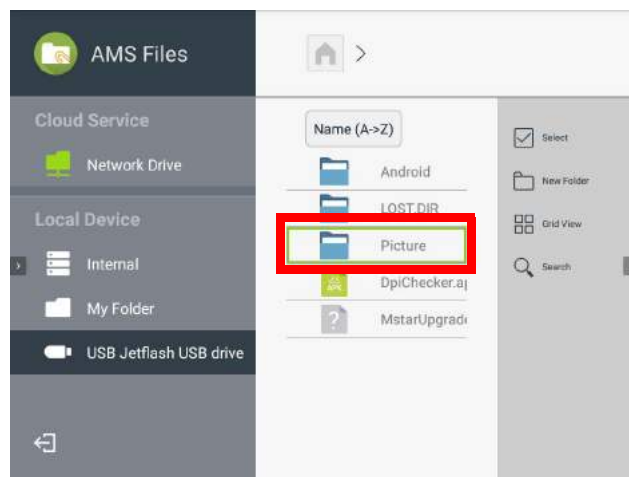 AMS Files
>
Cloud Service
Network Drive
Local Device
Internal
My Folder
USB Jetflash USB drive
Name (A->Z)
Android
LOST.DIR
Picture
DpiChecker.ap
MstarUpgrade
Select
New Folder
Grid View
Search